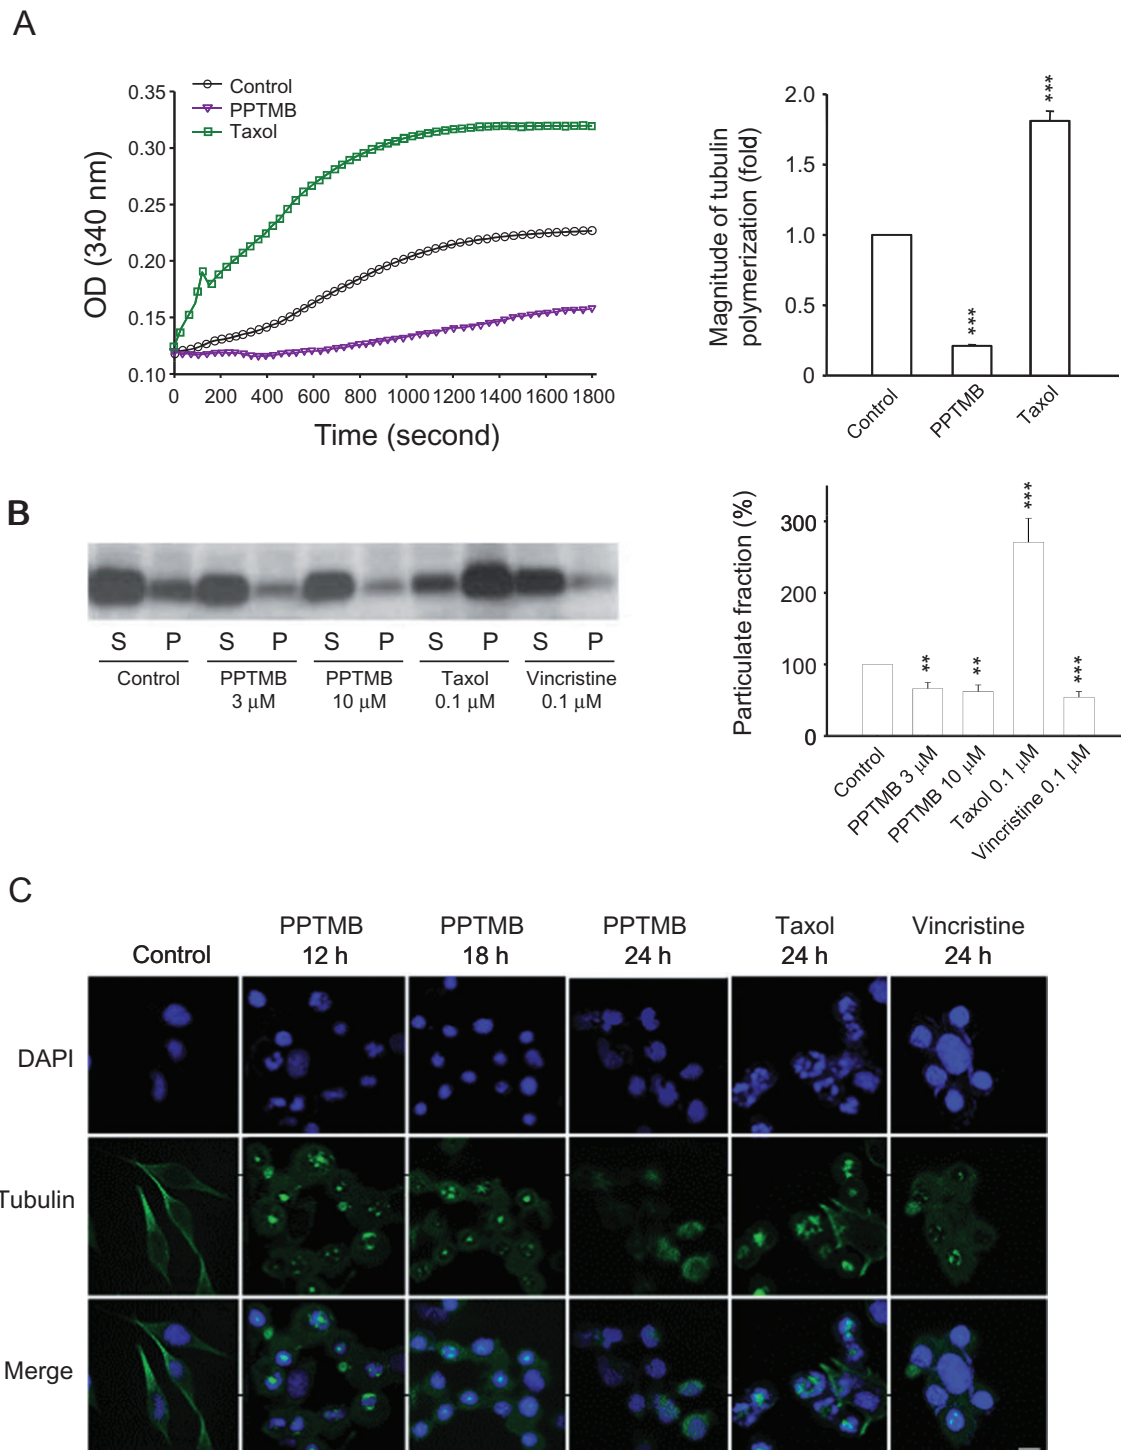 A
Control
PPTMB
Taxol
0.35
0.30
0.25
0.20
0.15
0.10
OD (340 nm)
0 200 400 600 800 1000 1200 1400 1600 1800
Time (second)
Magnitude of tubulin
polymerization (fold)
2.0
1.5
1.0
0.5
0
***
***
Control
PPTMB
Taxol
B
S P S P S P S P S P
Control PPTMB PPTMB Taxol Vincristine
3 μM 10 μM 0.1 μM 0.1 μM
Particulate fraction (%)
300
200
100
0
**
**
***
***
Control
PPTMB 3 μM
PPTMB 10 μM
Taxol 0.1 μM
Vincristine 0.1 μM
C
PPTMB PPTMB PPTMB Taxol Vincristine
Control 12 h 18 h 24 h 24 h 24 h
DAPI
Tubulin
Merge